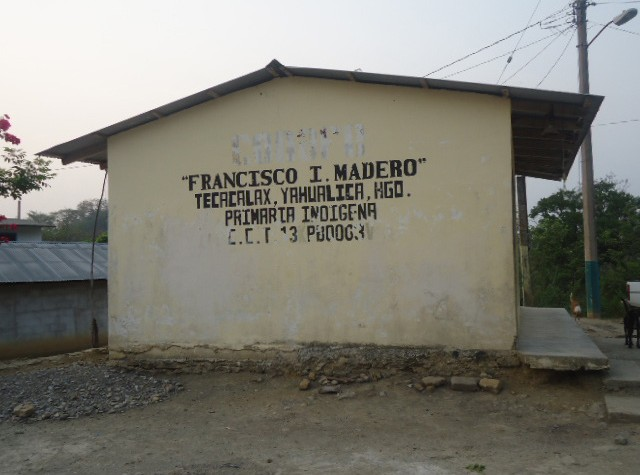 "FRANCISCO I. MADERO"
TECACALAX, YAHUALICA, HGO.
PRIMARIA INDIGENA
C.C.T 13